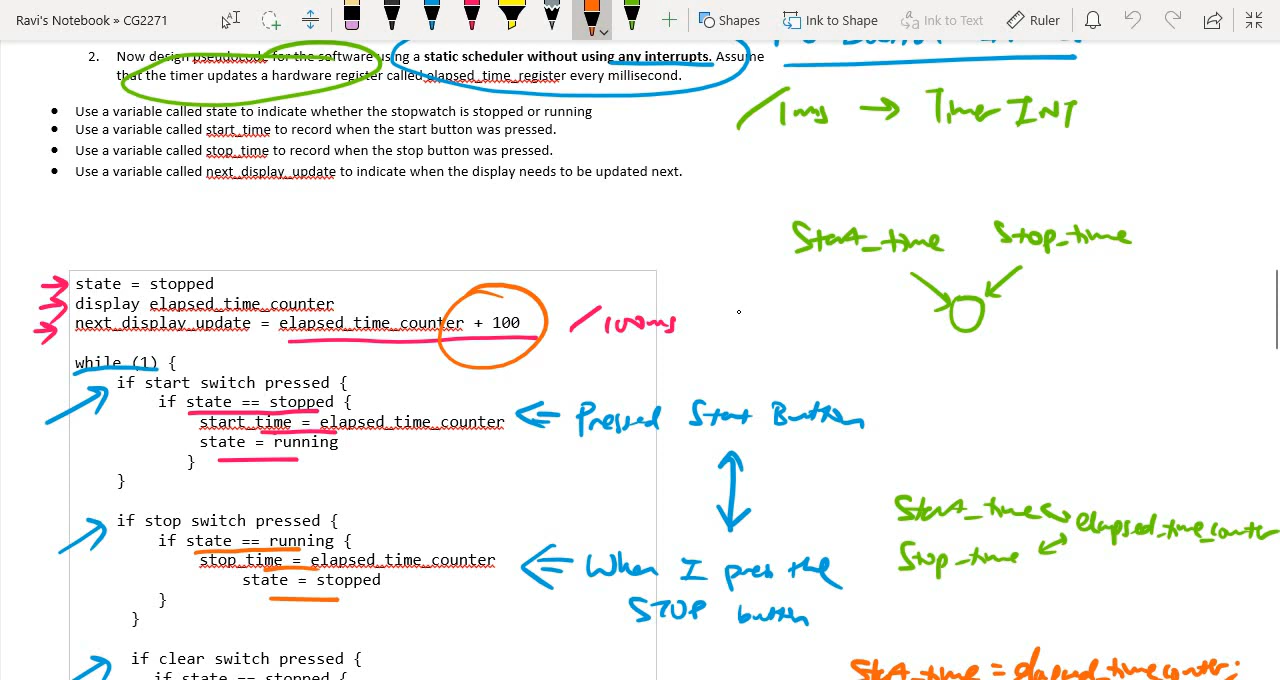 Ravi's Notebook » CG2271
Shapes
Ink to Shape
Ink to Text
Ruler
2. Now design pseudocode for the software using a static scheduler without using any interrupts. Assume
that the timer updates a hardware register called elapsed_time_register every millisecond.
/1ms → Timer INT
• Use a variable called state to indicate whether the stopwatch is stopped or running
• Use a variable called start_time to record when the start button was pressed.
• Use a variable called stop_time to record when the stop button was pressed.
• Use a variable called next_display_update to indicate when the display needs to be updated next.
Start_time Stop_time
state = stopped
display elapsed_time_counter
next_display_update = elapsed_time_counter + 100
/100ms
while (1) {
if start switch pressed {
if state == stopped {
start_time = elapsed_time_counter
Pressed Start Button
state = running
}
}
if stop switch pressed {
if state == running {
stop_time = elapsed_time_counter
state = stopped
}
}
When I press the
STOP button
Start_time
elapsed_time_counter
Stop_time
if clear switch pressed {
if state == stopped {
Start_time = elapsed_timecounter;